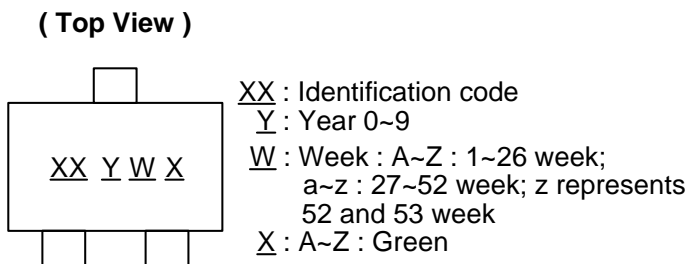 ( Top View )
XX Y W X
XX : Identification code
Y : Year 0~9
W : Week : A~Z : 1~26 week;
a~z : 27~52 week; z represents
52 and 53 week
X : A~Z : Green